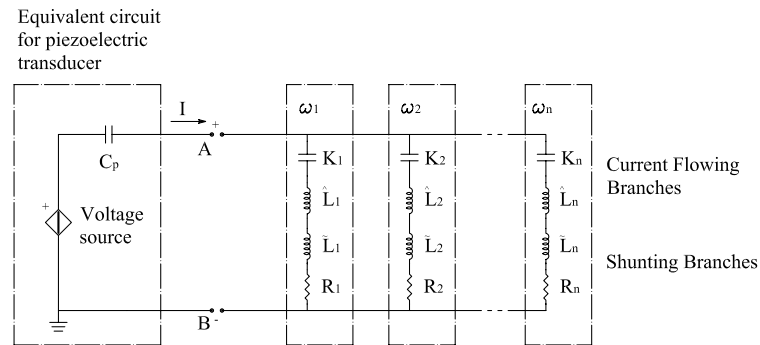 Equivalent circuit
for piezoelectric
transducer
I
+
A
Cp
+
Voltage
source
B
-
ω1
ω2
ωn
K1
K2
Kn
L̂1
L̂2
L̂n
L̃1
L̃2
L̃n
R1
R2
Rn
Current Flowing
Branches
Shunting Branches